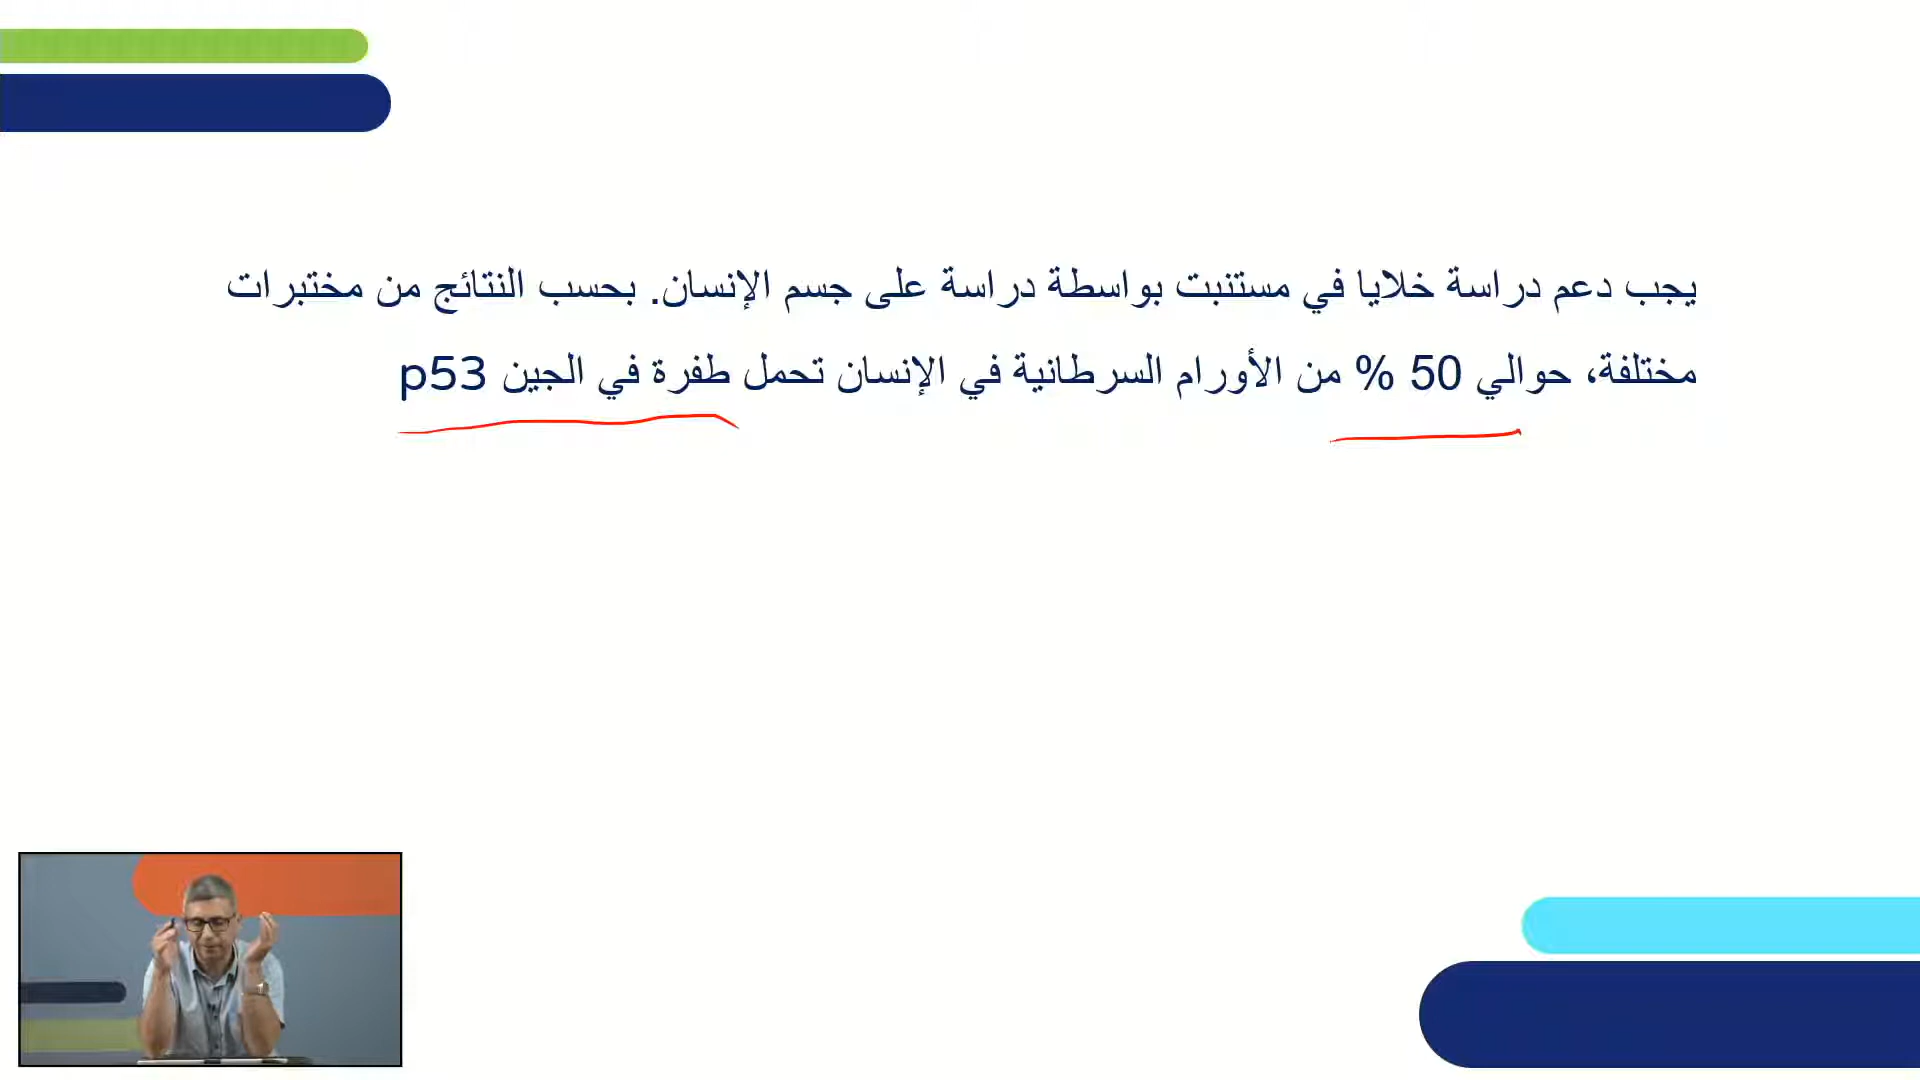 يجب دعم دراسة خلايا في مستنبت بواسطة دراسة على جسم الإنسان. بحسب النتائج من مختبرات
مختلفة، حوالي 50 % من الأورام السرطانية في الإنسان تحمل طفرة في الجين p53